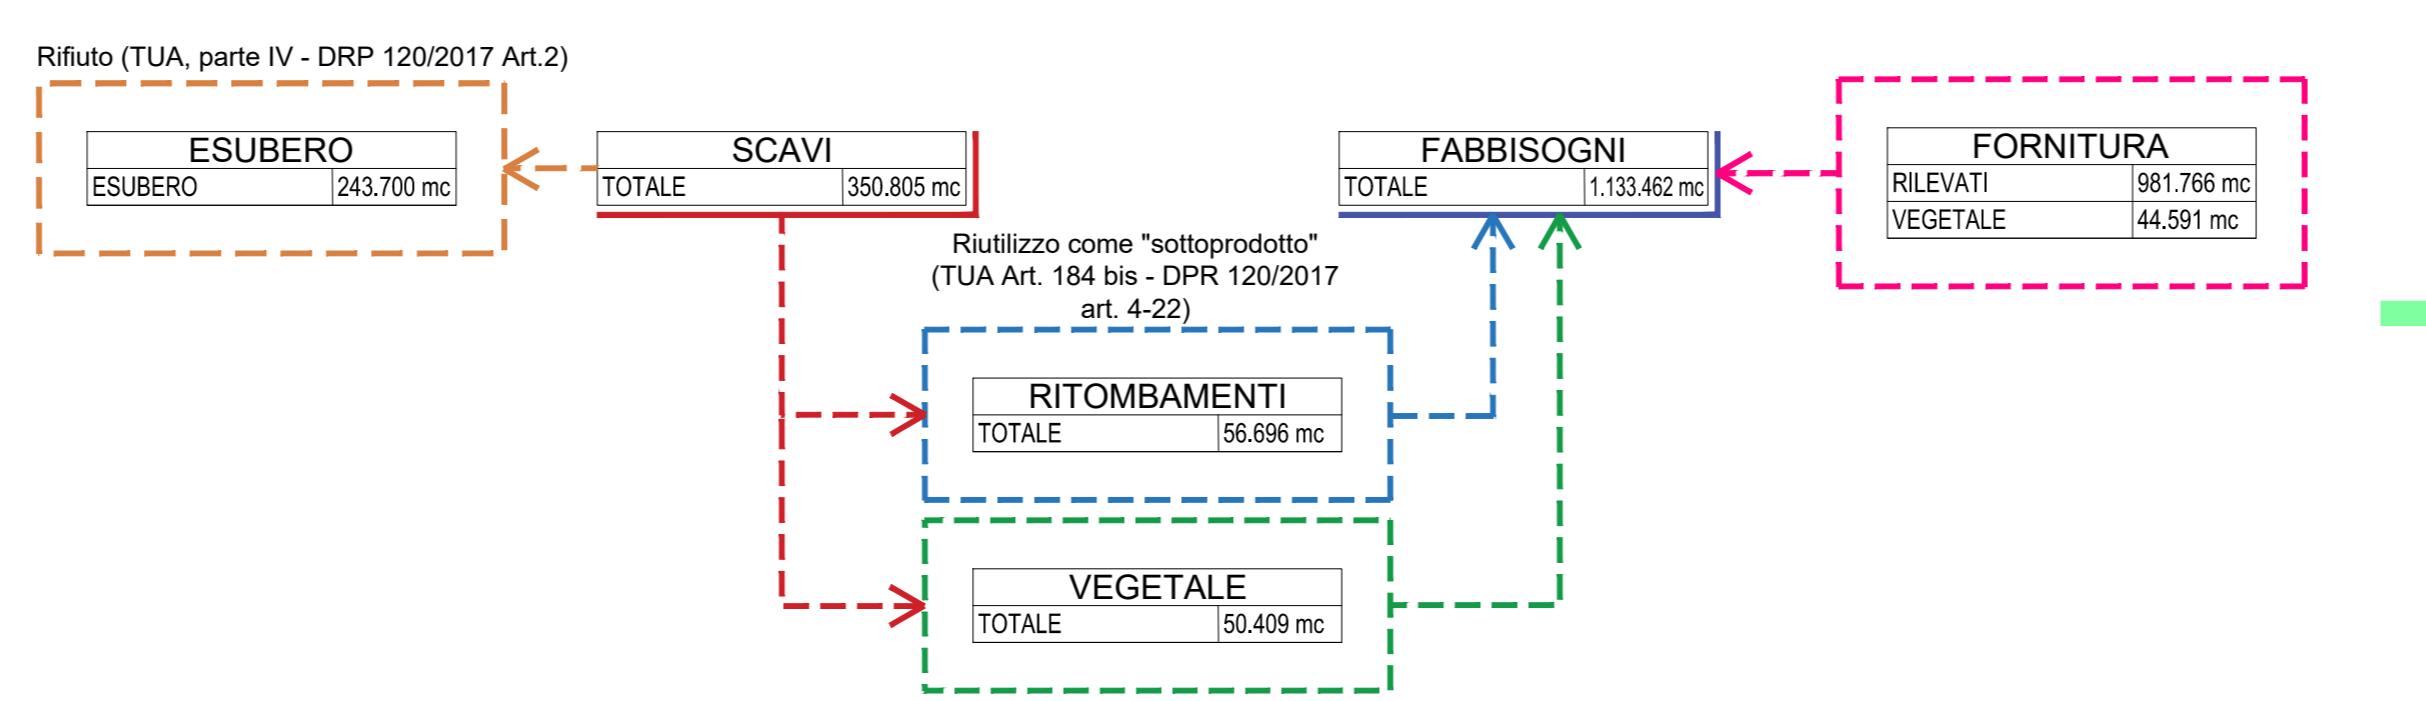 Rifiuto (TUA, parte IV - DRP 120/2017 Art.2)
ESUBERO
ESUBERO 243.700 mc
SCAVI
TOTALE 350.805 mc
FABBISOGNI
TOTALE 1.133.462 mc
FORNITURA
RILEVATI 981.766 mc
VEGETALE 44.591 mc
Riutilizzo come "sottoprodotto"
(TUA Art. 184 bis - DPR 120/2017
art. 4-22)
RITOMBAMENTI
TOTALE 56.696 mc
VEGETALE
TOTALE 50.409 mc